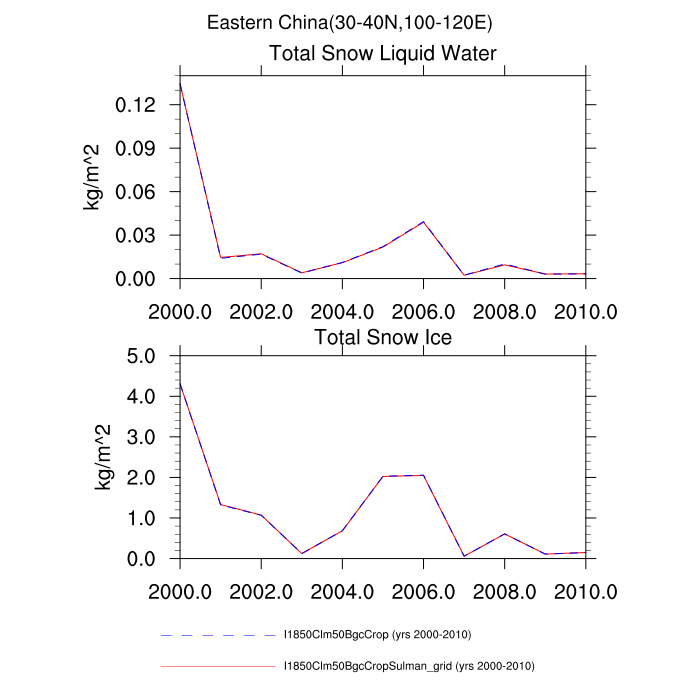 Eastern China(30-40N,100-120E)
Total Snow Liquid Water
kg/m^2
0.12
0.09
0.06
0.03
0.00
2000.0 2002.0 2004.0 2006.0 2008.0 2010.0
Total Snow Ice
kg/m^2
5.0
4.0
3.0
2.0
1.0
0.0
2000.0 2002.0 2004.0 2006.0 2008.0 2010.0
I1850Clm50BgcCrop (yrs 2000-2010)
I1850Clm50BgcCropSulman_grid (yrs 2000-2010)